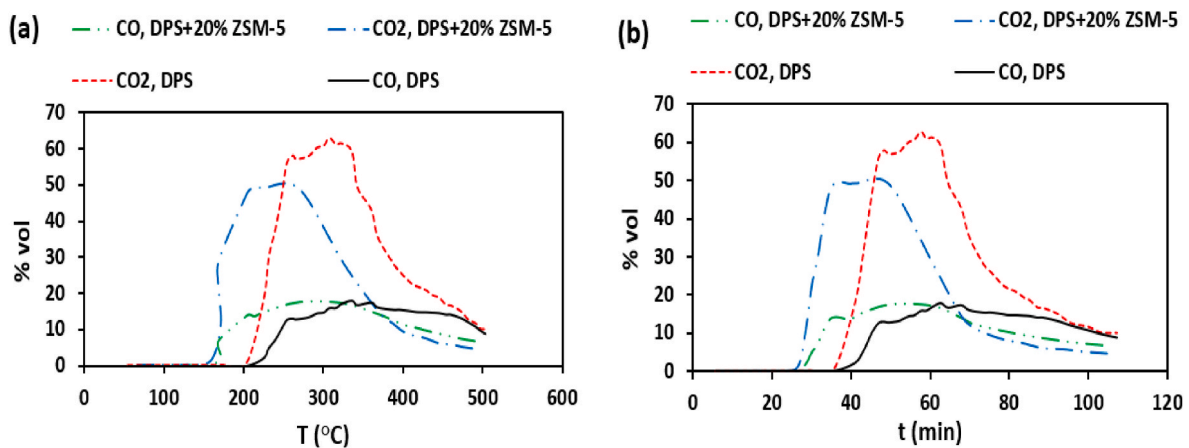 (a)
CO, DPS+20% ZSM-5
CO2, DPS+20% ZSM-5
CO2, DPS
CO, DPS
70
60
50
40
30
20
10
0
% vol
0 100 200 300 400 500 600
T (°C)
(b)
CO, DPS+20% ZSM-5
CO2, DPS+20% ZSM-5
CO2, DPS
CO, DPS
70
60
50
40
30
20
10
0
% vol
0 20 40 60 80 100 120
t (min)